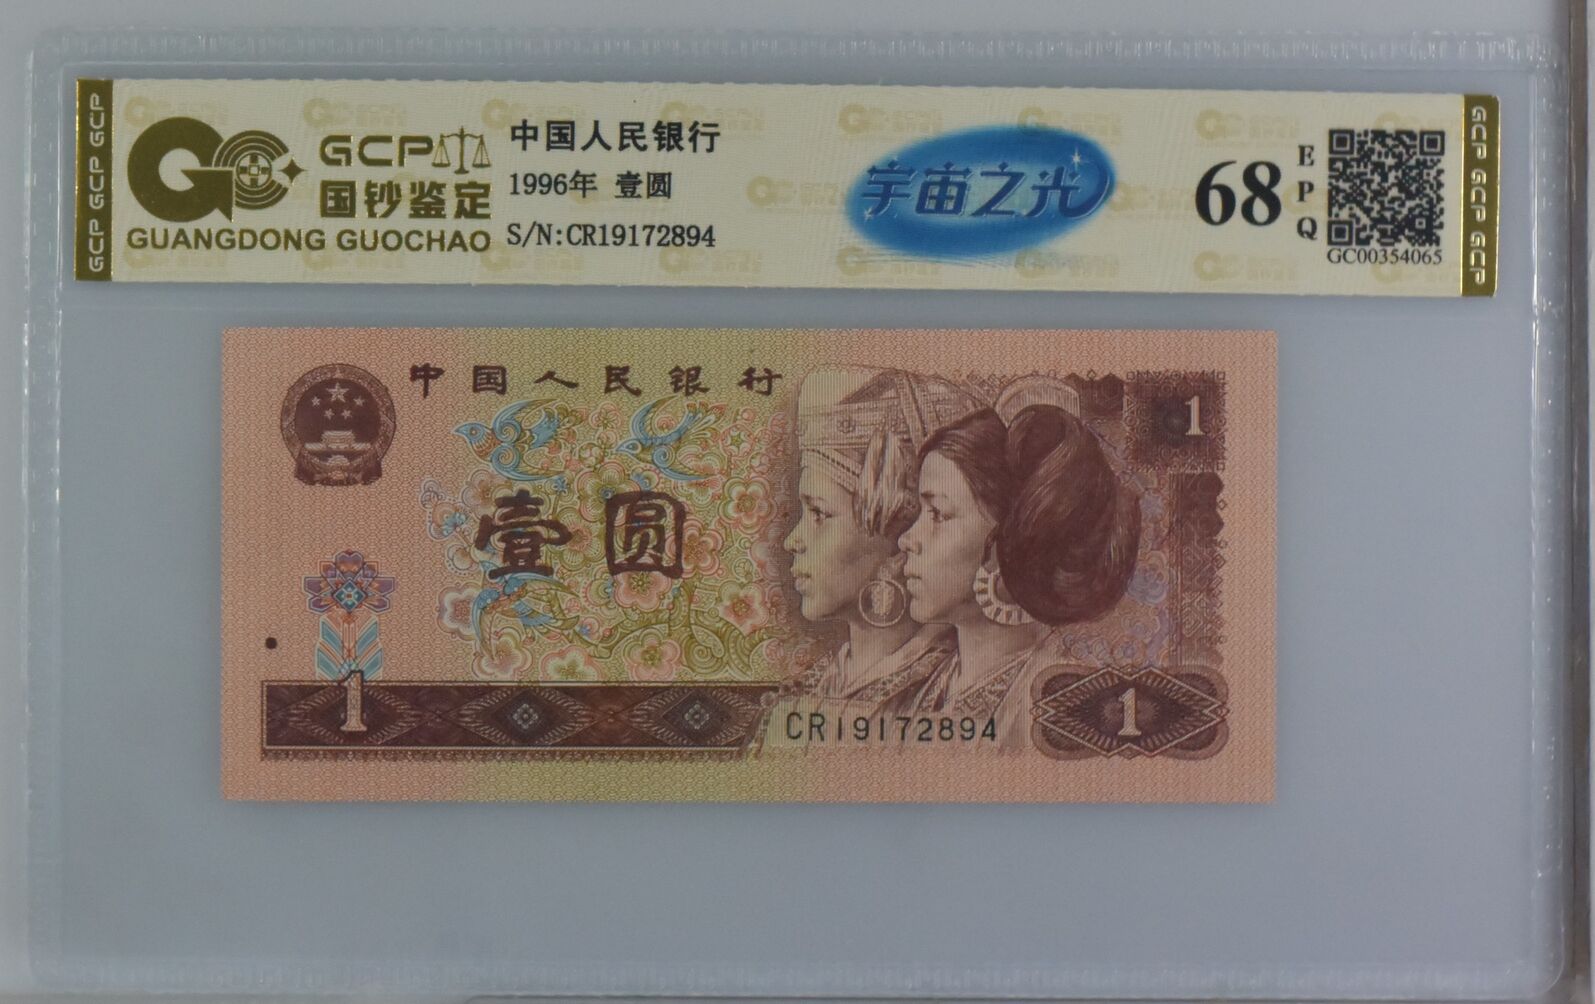 GCP GCP GCP
GCP
国钞鉴定
GUANGDONG GUOCHAO
中国人民银行
1996年 壹圆
S/N:CR19172894
宇宙之光
68
EPQ
GC00354065
GCP GCP GCP
中国人民银行
1
壹圆
1
CR19172894
1